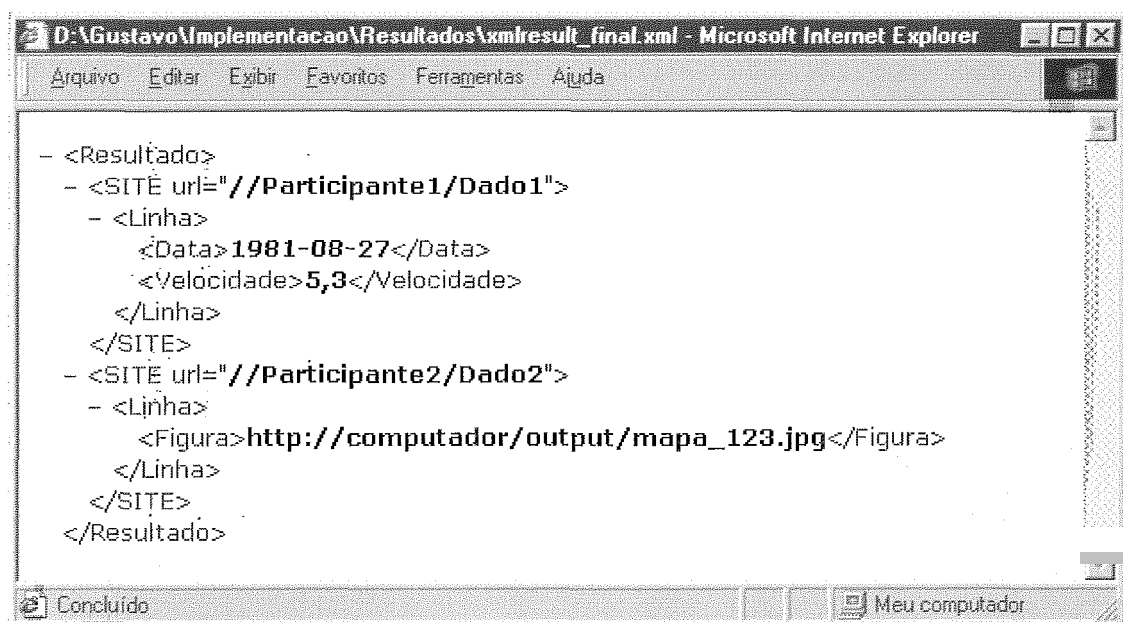 D:\Gustavo\Implementacao\Resultados\xmlresult_final.xml - Microsoft Internet Explorer
Arquivo Editar Exibir Favoritos Ferramentas Ajuda
- <Resultado>
- <SITE url="//Participante1/Dado1">
- <Linha>
<Data>1981-08-27</Data>
<Velocidade>5,3</Velocidade>
</Linha>
</SITE>
- <SITE url="//Participante2/Dado2">
- <Linha>
<Figura>http://computador/output/mapa_123.jpg</Figura>
</Linha>
</SITE>
</Resultado>
Concluído Meu computador